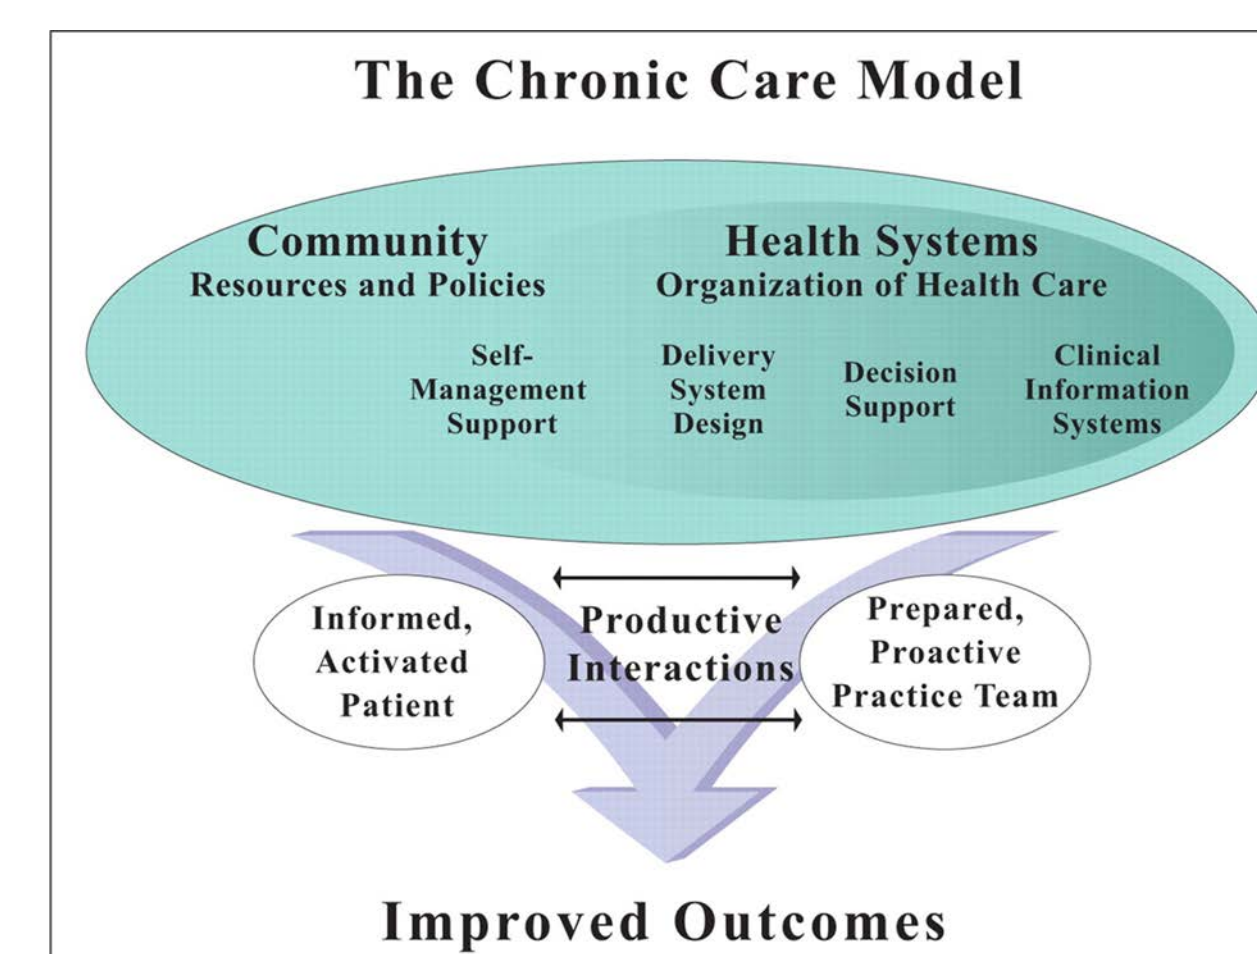 The Chronic Care Model
Community
Resources and Policies
Health Systems
Organization of Health Care
Self-
Management
Support
Delivery
System
Design
Decision
Support
Clinical
Information
Systems
Informed,
Activated
Patient
Productive
Interactions
Prepared,
Proactive
Practice Team
Improved Outcomes